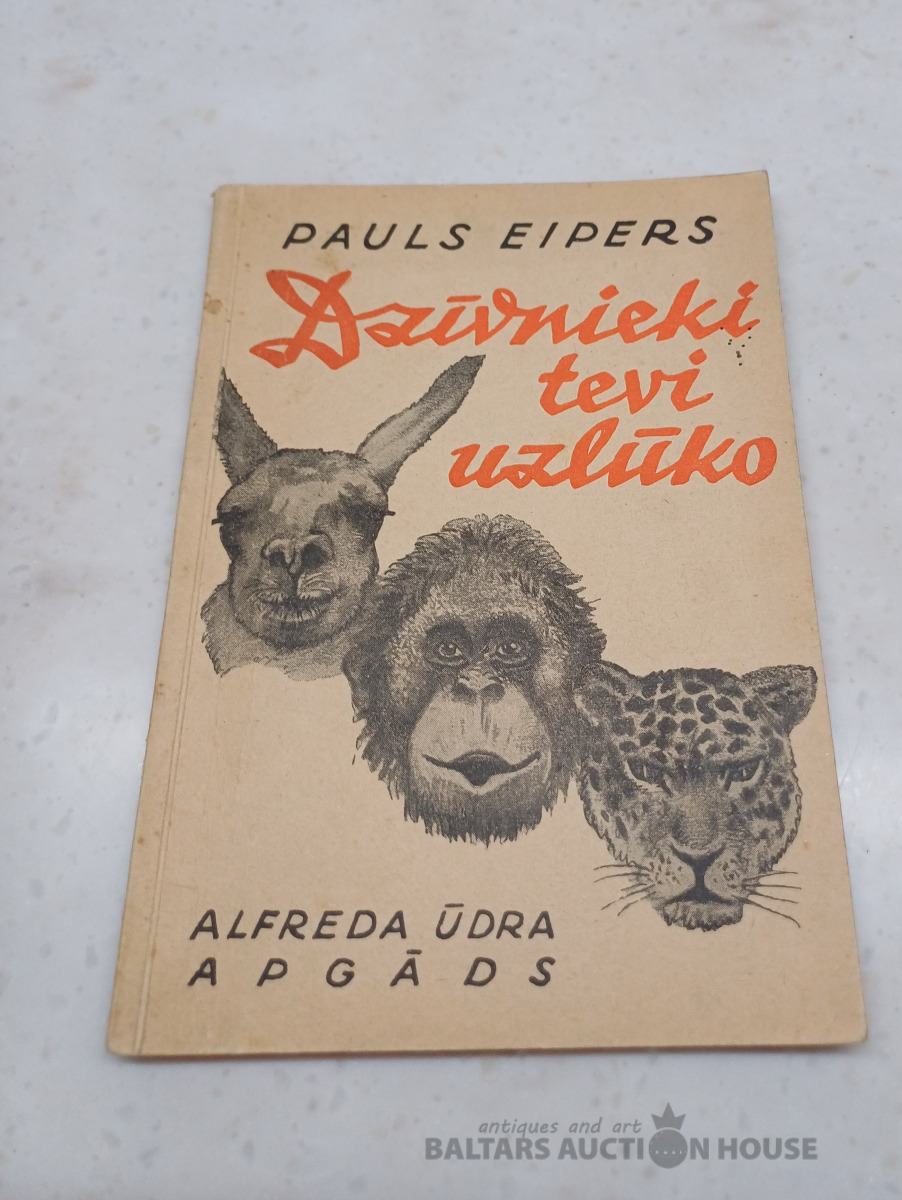 PAULS EIPERS
Dzīvnieki
tevi
uzlūko
ALFREDA ŪDRA
APGĀDS
antiques and art
BALTARS AUCTION HOUSE